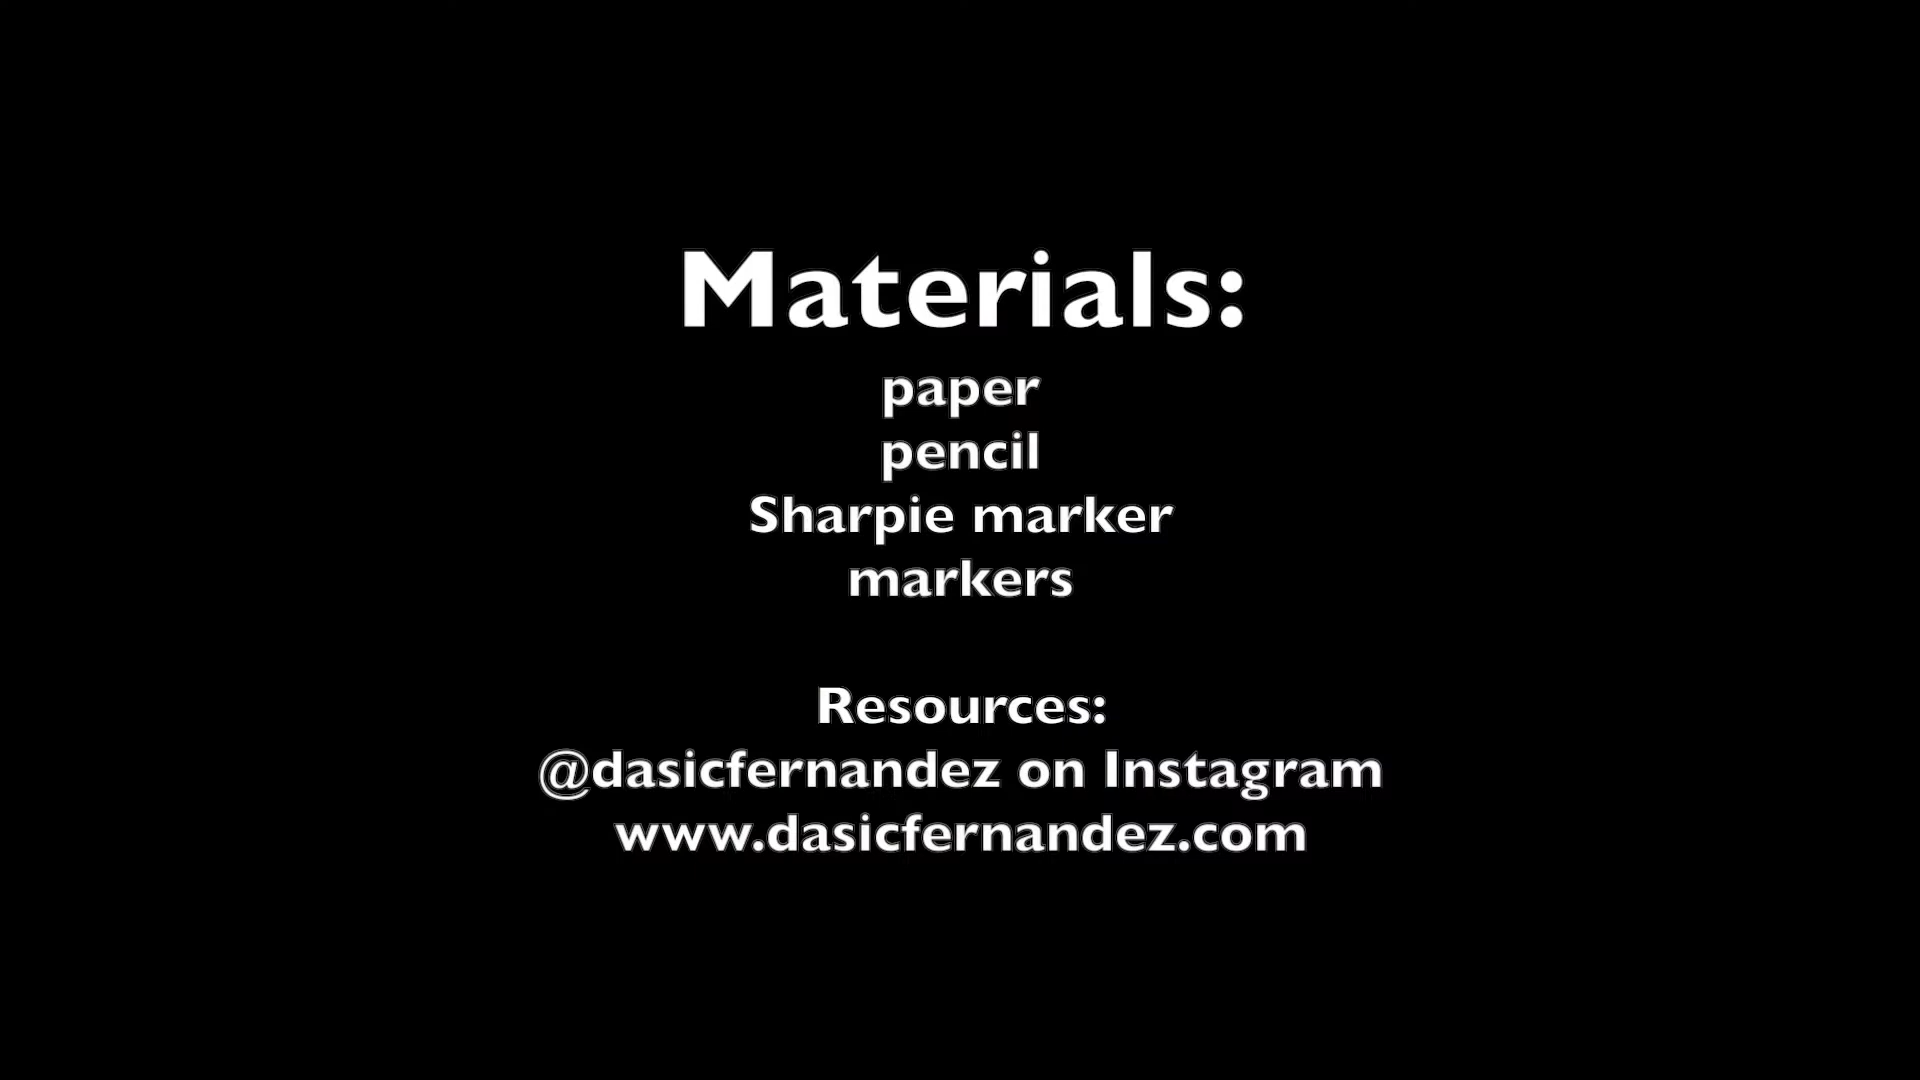 Materials:
paper
pencil
Sharpie marker
markers
Resources:
@dasicfernandez on Instagram
www.dasicfernandez.com